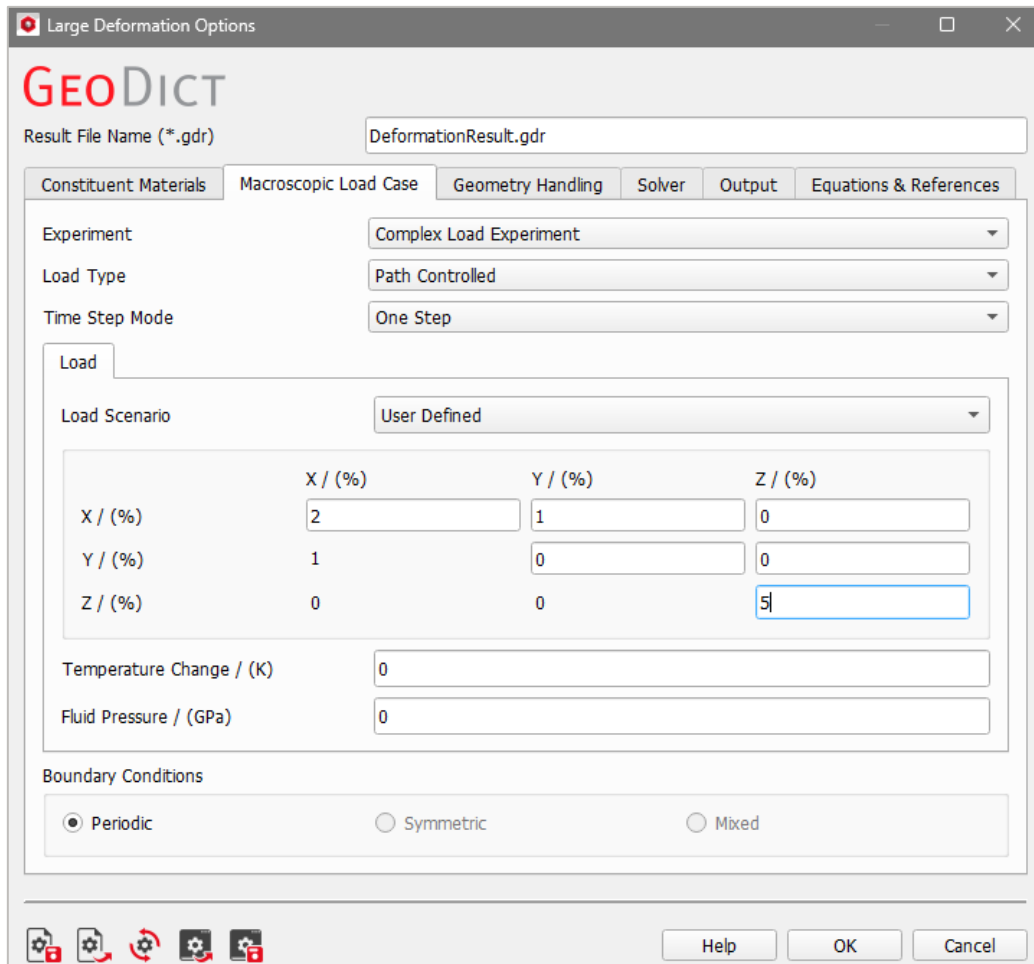 Large Deformation Options
GEODICT
Result File Name (*.gdr) DeformationResult.gdr
Constituent Materials Macroscopic Load Case Geometry Handling Solver Output Equations & References
Experiment Complex Load Experiment
Load Type Path Controlled
Time Step Mode One Step
Load
Load Scenario User Defined
X / (%) Y / (%) Z / (%)
X / (%) 2 1 0
Y / (%) 1 0 0
Z / (%) 0 0 5
Temperature Change / (K) 0
Fluid Pressure / (GPa) 0
Boundary Conditions
Periodic Symmetric Mixed
Help OK Cancel